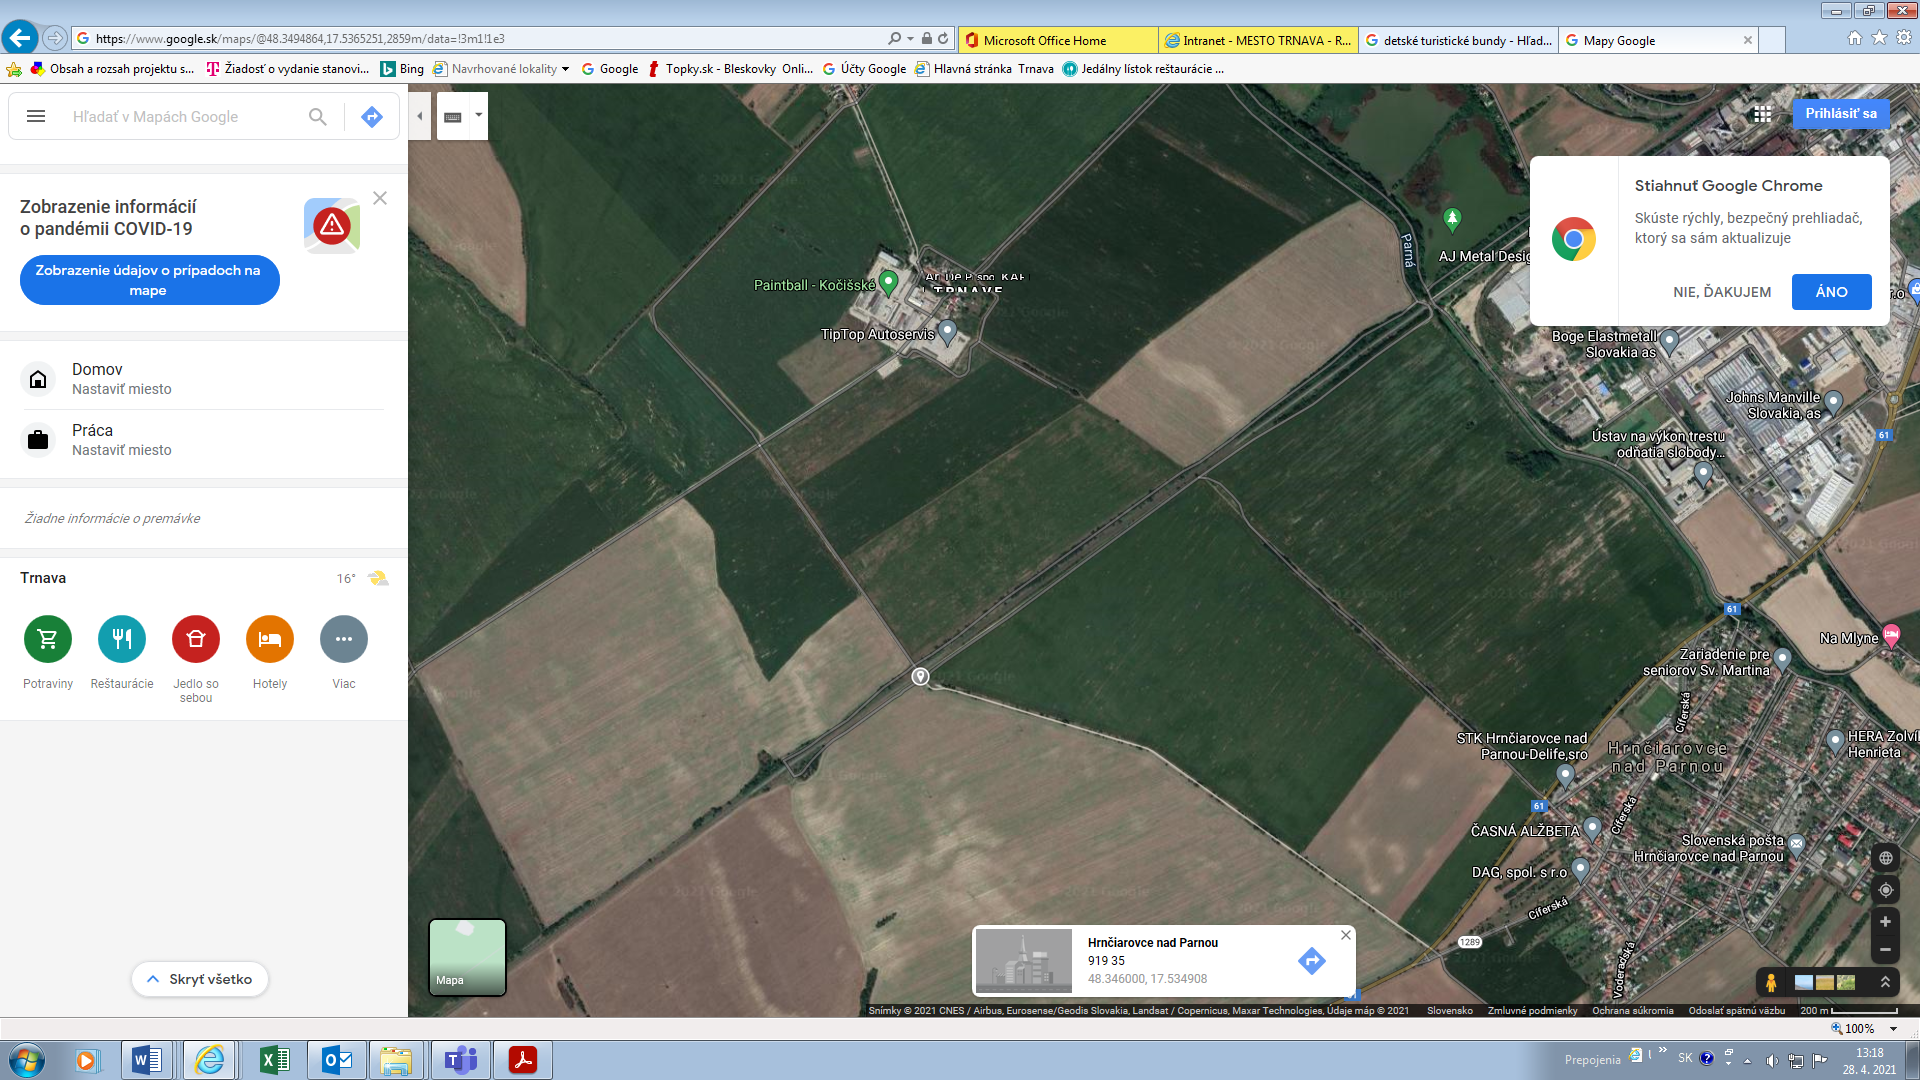 https://www.google.sk/maps/@48.3494864,17.5365251,2859m/data=!3m1!1e3
Microsoft Office Home
Intranet - MESTO TRNAVA - R...
detské turistické bundy - Hľad...
Mapy Google
Obsah a rozsah projektu s...
Žiadosť o vydanie stanovi...
Bing
Navrhované lokality
Google
Topky.sk - Bleskovky Onli...
Účty Google
Hlavná stránka Trnava
Jedálny lístok reštaurácie ...
Hľadať v Mapách Google
Prihlásiť sa
Zobrazenie informácií
o pandémii COVID-19
Zobrazenie údajov o prípadoch na
mape
Domov
Nastaviť miesto
Práca
Nastaviť miesto
Žiadne informácie o premávke
Trnava
16°
Potraviny
Reštaurácie
Jedlo so
sebou
Hotely
Viac
Skryť všetko
Mapa
Stiahnuť Google Chrome
Skúste rýchly, bezpečný prehliadač,
ktorý sa sám aktualizuje
NIE, ĎAKUJEM
ÁNO
Parná
AJ Metal Desig
Paintball - Kočišské
TRNAVE
TipTop Autoservis
r.o
Boge Elastmetall
Slovakia as
Johns Manville
Slovakia, as
61
Ústav na výkon trestu
odňatia slobody...
61
Na Mlyne
Zariadenie pre
seniorov Sv. Martina
Cíferská
STK Hrnčiarovce nad
Parnou-Delife,sro
Hrnčiarovce
nad Parnou
HERA Zolví
Henrieta
61
Cíferská
ČASNÁ ALŽBETA
Slovenská pošta
Hrnčiarovce nad Parnou
DAG, spol. s r.o
Cíferská
1289
Voderadská
Hrnčiarovce nad Parnou
919 35
48.346000, 17.534908
Snímky © 2021 CNES / Airbus, Eurosense/Geodis Slovakia, Landsat / Copernicus, Maxar Technologies, Údaje máp © 2021
Slovensko
Zmluvné podmienky
Ochrana súkromia
Odoslať spätnú väzbu
200 m
100%
Prepojenia
SK
13:18
28. 4. 2021